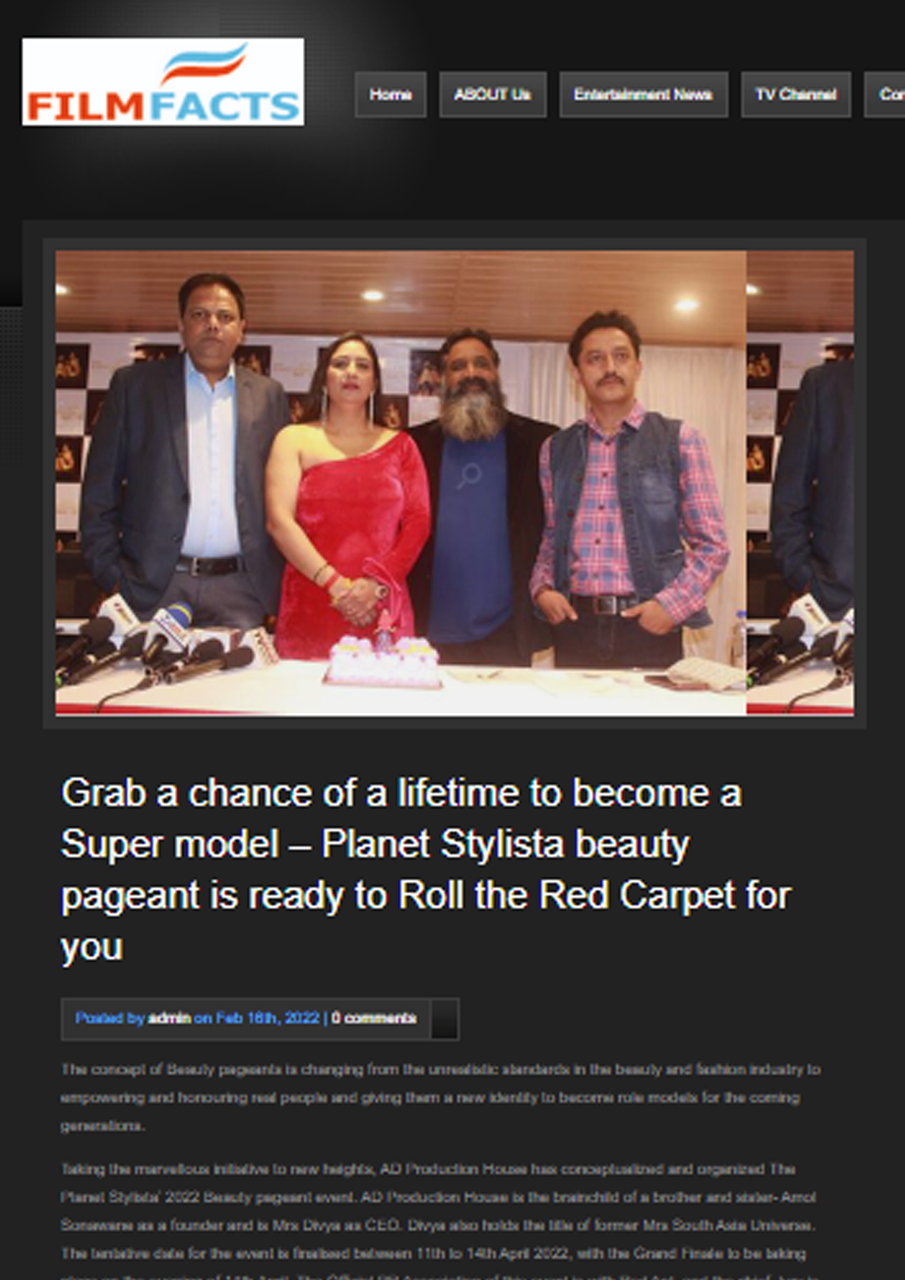 FILMFACTS
Home ABOUT Us Entertainment News TV Channel Con
Grab a chance of a lifetime to become a
Super model – Planet Stylista beauty
pageant is ready to Roll the Red Carpet for
you
Posted by admin on Feb 16th, 2022 | 0 comments
The concept of Beauty pageants is changing from the unrealistic standards in the beauty and fashion industry to
empowering and honouring real people and giving them a new identity to become role models for the coming
generations.
Taking the marvellous initiative to new heights, AD Production House has conceptualized and organized The
Planet Stylista' 2022 Beauty pageant event. AD Production House is the brainchild of a brother and sister- Amol
Sonawane as a founder and is Mrs Divya as CEO. Divya also holds the title of former Mrs South Asia Universe.
The tentative date for the event is finalised between 11th to 14th April 2022, with the Grand Finale to be taking